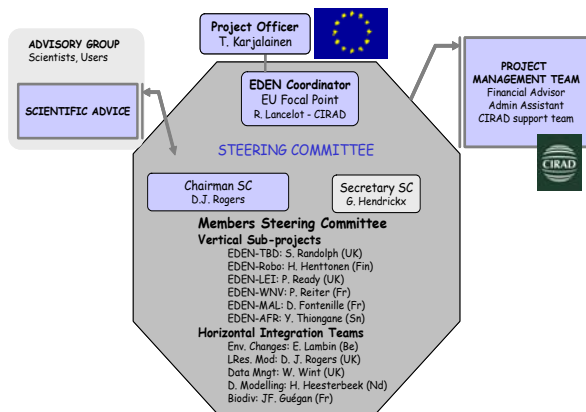 Project Officer
T. Karjalainen
ADVISORY GROUP
Scientists, Users
SCIENTIFIC ADVICE
EDEN Coordinator
EU Focal Point
R. Lancelot - CIRAD
PROJECT
MANAGEMENT TEAM
Financial Advisor
Admin Assistant
CIRAD support team
CIRAD
STEERING COMMITTEE
Chairman SC
D.J. Rogers
Secretary SC
G. Hendrickx
Members Steering Committee
Vertical Sub-projects
EDEN-TBD: S. Randolph (UK)
EDEN-Robo: H. Henttonen (Fin)
EDEN-LEI: P. Ready (UK)
EDEN-WNV: P. Reiter (Fr)
EDEN-MAL: D. Fontenille (Fr)
EDEN-AFR: Y. Thiongane (Sn)
Horizontal Integration Teams
Env. Changes: E. Lambin (Be)
LRes. Mod: D. J. Rogers (UK)
Data Mngt: W. Wint (UK)
D. Modelling: H. Heesterbeek (Nd)
Biodiv: JF. Guégan (Fr)